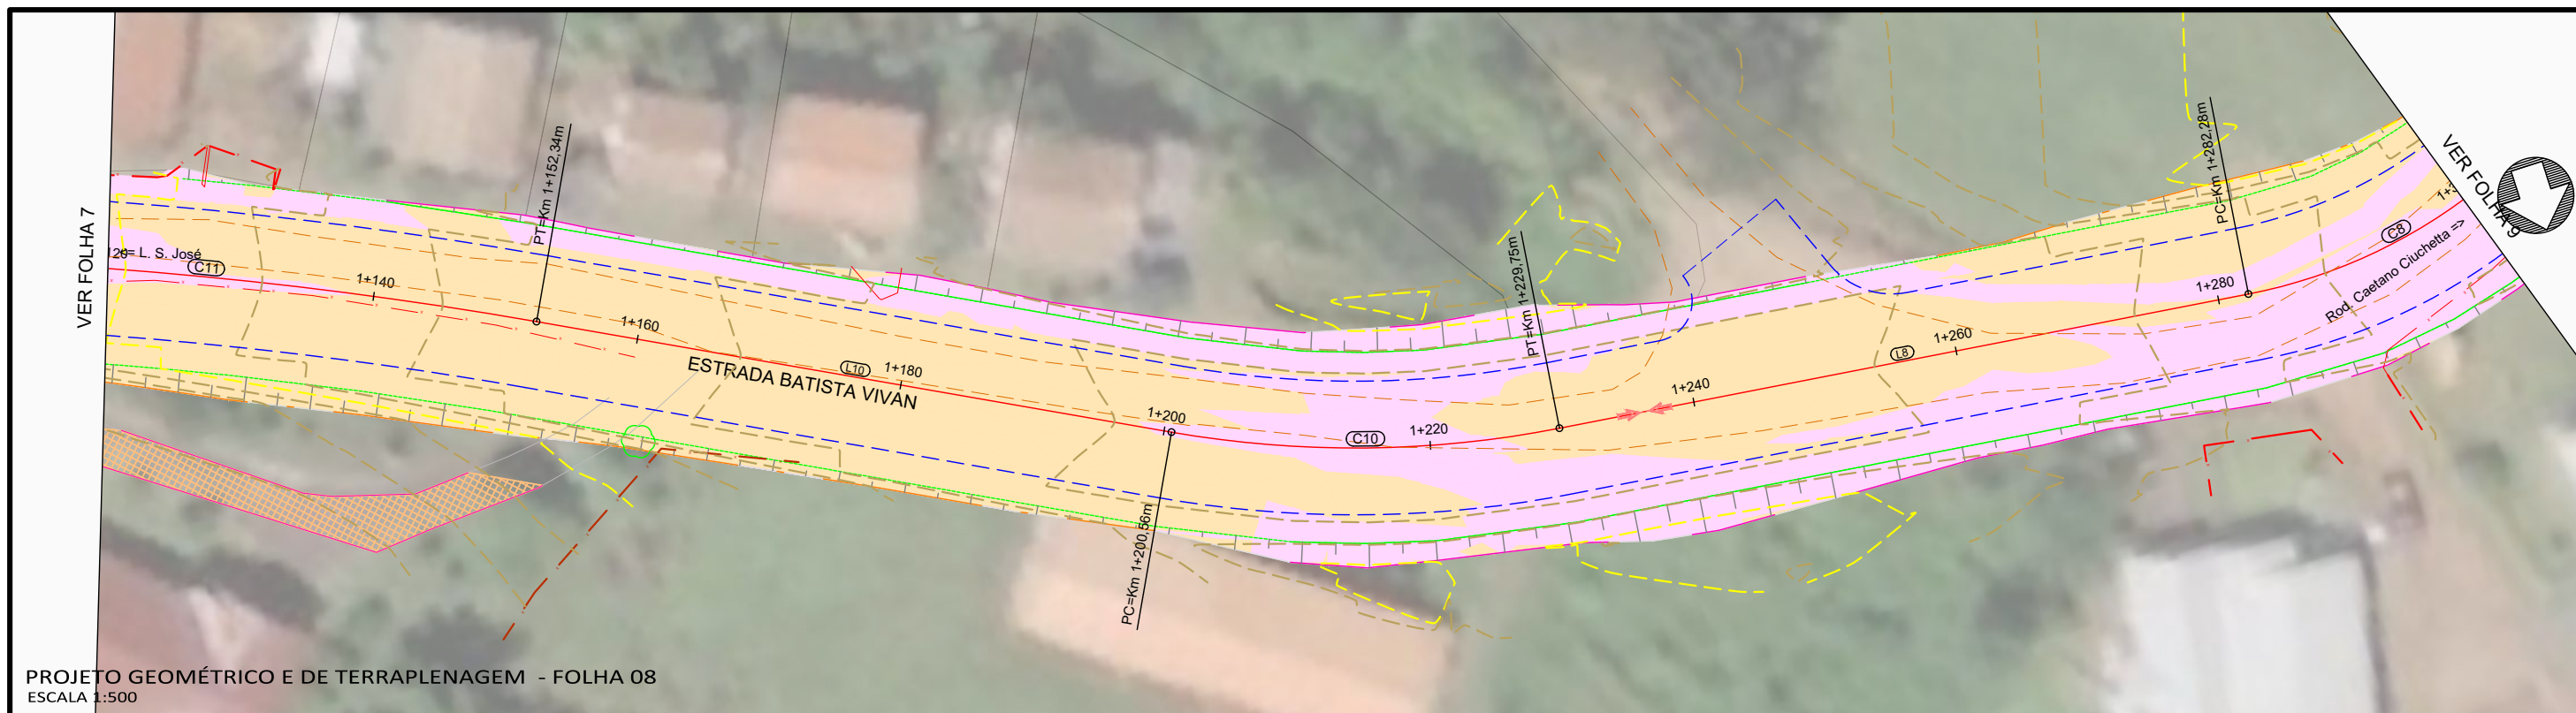 VER FOLHA 7
120= L. S. José
C11
1+140
PT=Km 1+152,34m
1+160
ESTRADA BATISTA VIVAN
L10
1+180
1+200
PC=Km 1+200,56m
C10
1+220
PT=Km 1+229,75m
1+240
L8
1+260
1+280
PC=Km 1+282,28m
C8
Rod. Caetano Ciuchetta =>
VER FOLHA 9
PROJETO GEOMÉTRICO E DE TERRAPLENAGEM - FOLHA 08
ESCALA 1:500